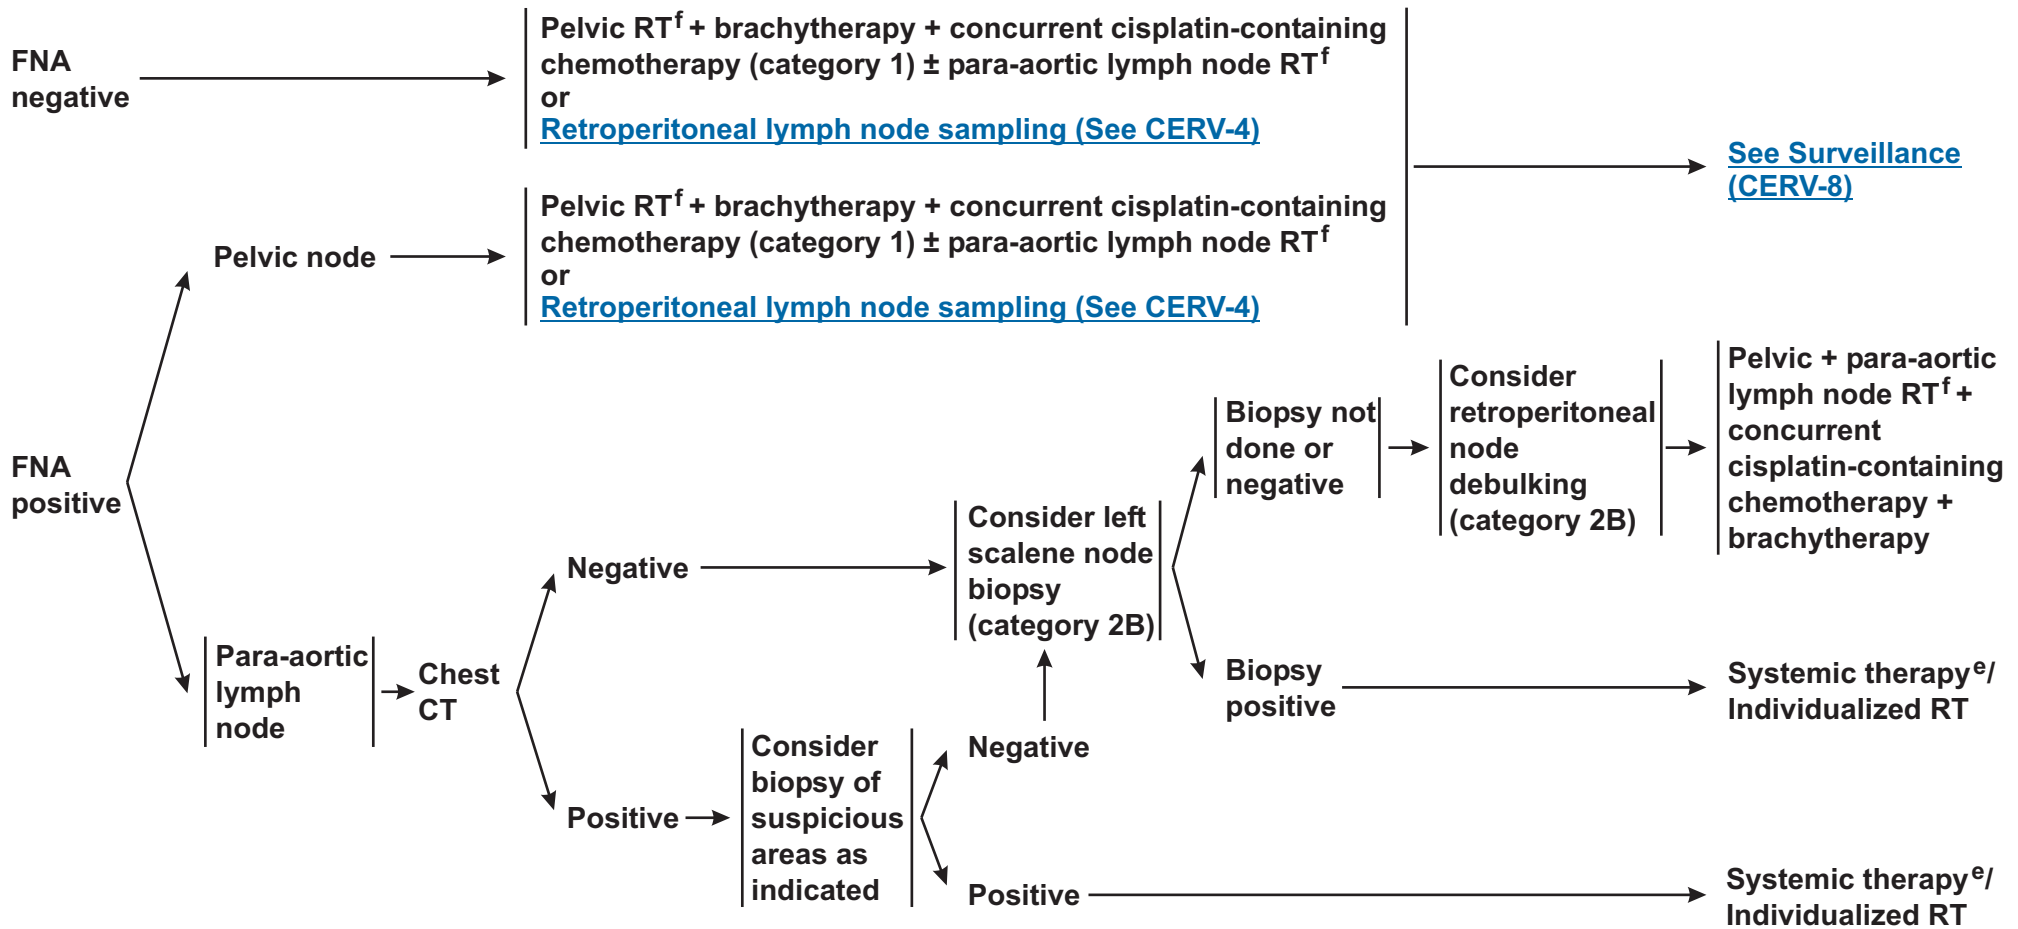 FNA
negative
Pelvic RTf + brachytherapy + concurrent cisplatin-containing
chemotherapy (category 1) ± para-aortic lymph node RTf
or
Retroperitoneal lymph node sampling (See CERV-4)
See Surveillance
(CERV-8)
FNA
positive
Pelvic node
Pelvic RTf + brachytherapy + concurrent cisplatin-containing
chemotherapy (category 1) ± para-aortic lymph node RTf
or
Retroperitoneal lymph node sampling (See CERV-4)
Para-aortic
lymph
node
Chest
CT
Negative
Positive
Consider
biopsy of
suspicious
areas as
indicated
Negative
Positive
Consider left
scalene node
biopsy
(category 2B)
Biopsy not
done or
negative
Consider
retroperitoneal
node
debulking
(category 2B)
Pelvic + para-aortic
lymph node RTf +
concurrent
cisplatin-containing
chemotherapy +
brachytherapy
Biopsy
positive
Systemic therapye/
Individualized RT
Systemic therapye/
Individualized RT